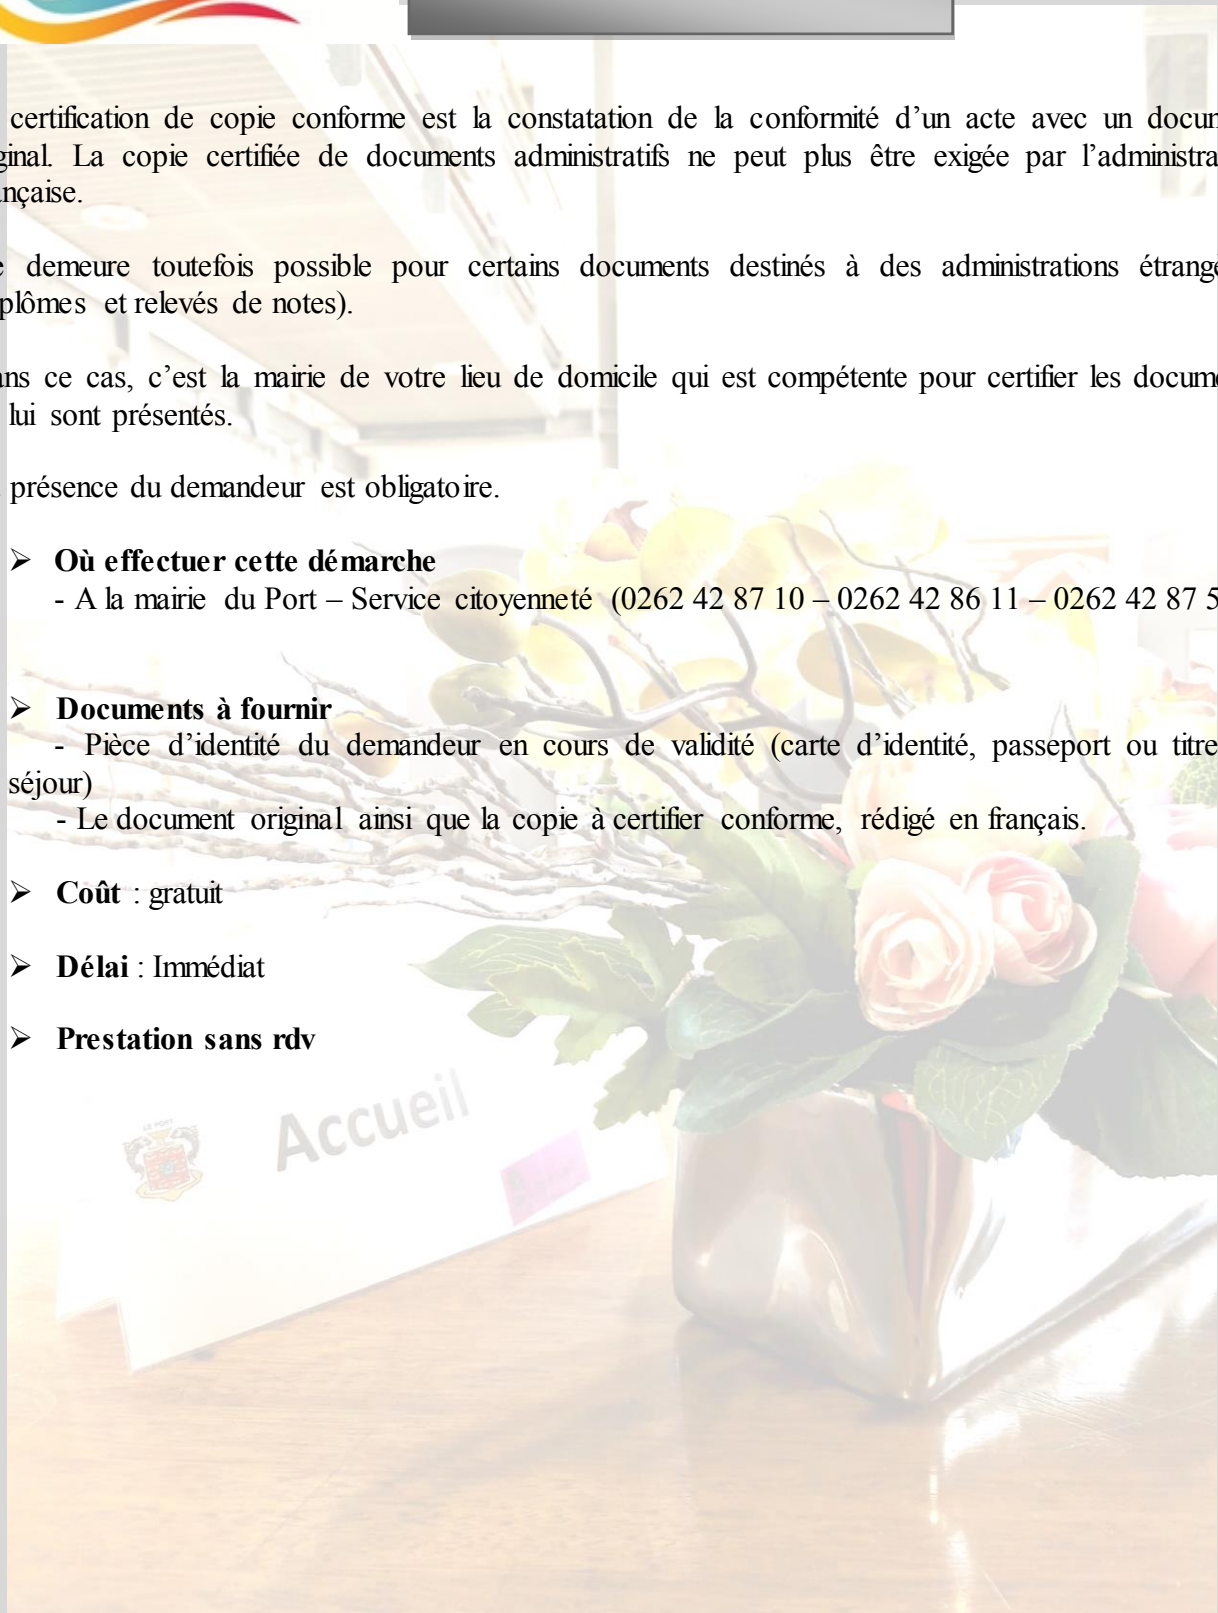 certification de copie conforme est la constatation de la conformité d’un acte avec un docum
ginal. La copie certifiée de documents administratifs ne peut plus être exigée par l’administra
nçaise.
e demeure toutefois possible pour certains documents destinés à des administrations étrang
plômes et relevés de notes).
ans ce cas, c’est la mairie de votre lieu de domicile qui est compétente pour certifier les docum
lui sont présentés.
présence du demandeur est obligatoire.
➢ Où effectuer cette démarche
- A la mairie du Port – Service citoyenneté (0262 42 87 10 – 0262 42 86 11 – 0262 42 87 5
➢ Documents à fournir
- Pièce d’identité du demandeur en cours de validité (carte d’identité, passeport ou titre
séjour)
- Le document original ainsi que la copie à certifier conforme, rédigé en français.
➢ Coût : gratuit
➢ Délai : Immédiat
➢ Prestation sans rdv
LE PORT
Accueil